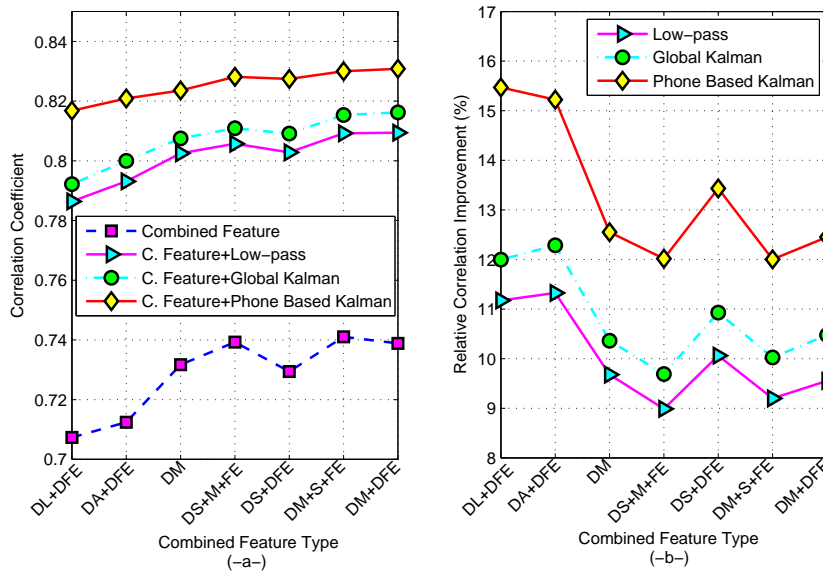 0.84
0.82
0.8
0.78
0.76
0.74
0.72
0.7
Correlation Coefficient
Combined Feature
C. Feature+Low-pass
C. Feature+Global Kalman
C. Feature+Phone Based Kalman
DL+DFE
DA+DFE
DM
DS+M+FE
DS+DFE
DM+S+FE
DM+DFE
Combined Feature Type
(-a-)
17
16
15
14
13
12
11
10
9
8
Relative Correlation Improvement (%)
Low-pass
Global Kalman
Phone Based Kalman
DL+DFE
DA+DFE
DM
DS+M+FE
DS+DFE
DM+S+FE
DM+DFE
Combined Feature Type
(-b-)